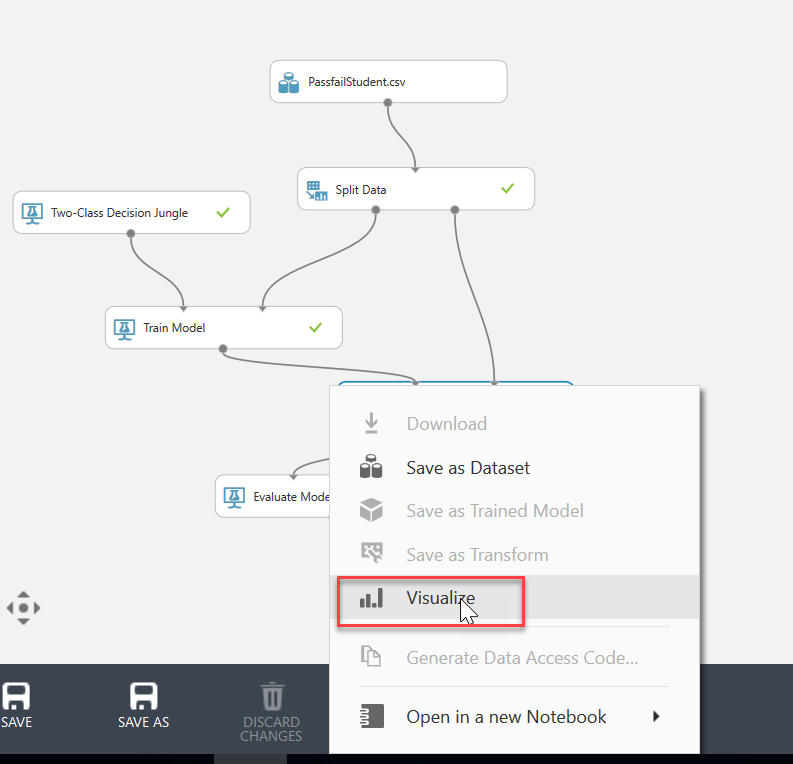 PassfailStudent.csv
Split Data
Two-Class Decision Jungle
Train Model
Download
Save as Dataset
Evaluate Mode
Save as Trained Model
Save as Transform
Visualize
Generate Data Access Code...
Open in a new Notebook
SAVE
SAVE AS
DISCARD
CHANGES